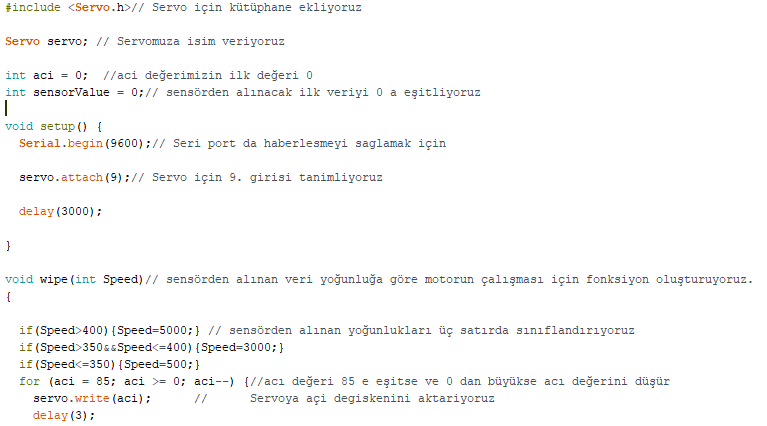 #include <Servo.h>// Servo için kütüphane ekliyoruz
Servo servo; // Servomuza isim veriyoruz
int aci = 0;  //aci değerimizin ilk değeri 0
int sensorValue = 0;// sensörden alınacak ilk veriyi 0 a eşitliyoruz
void setup() {
  Serial.begin(9600);// Seri port da haberlesmeyi saglamak için
  servo.attach(9);// Servo için 9. girisi tanimliyoruz
  delay(3000);
}
void wipe(int Speed)// sensörden alınan veri yoğunluğa göre motorun çalışması için fonksiyon oluşturuyoruz.
{
  if(Speed>400){Speed=5000;} // sensörden alınan yoğunlukları üç satırda sınıflandırıyoruz
  if(Speed>350&&Speed<=400){Speed=3000;}
  if(Speed<=350){Speed=500;}
  for (aci = 85; aci >= 0; aci--) {//acı değeri 85 e eşitse ve 0 dan büyükse acı değerini düşür
    servo.write(aci);      //      Servoya açi degiskenini aktariyoruz
    delay(3);